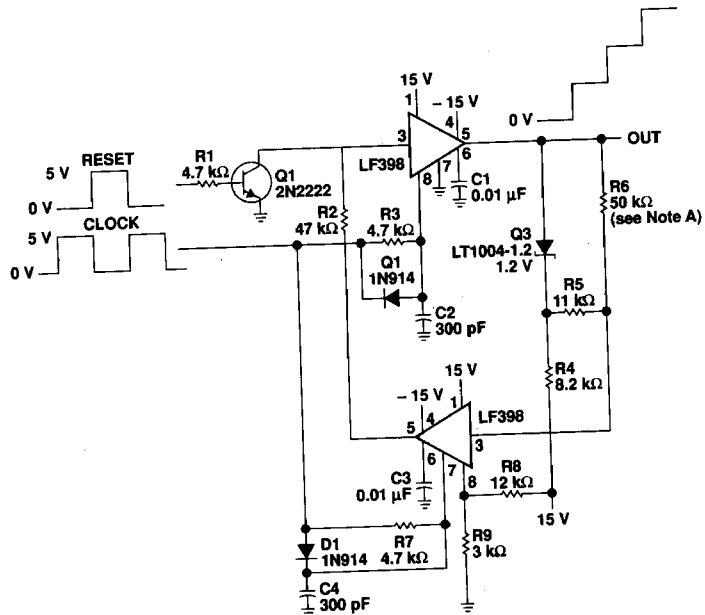 0 V
15 V
1
– 15 V
4
5
OUT
3
6
7
8
LF398
C1
0.01 μF
5 V
RESET
0 V
R1
4.7 kΩ
Q1
2N2222
CLOCK
5 V
0 V
R2
47 kΩ
R3
4.7 kΩ
Q1
1N914
C2
300 pF
R6
50 kΩ
(see Note A)
Q3
LT1004-1.2
1.2 V
R5
11 kΩ
R4
8.2 kΩ
15 V
– 15 V
1
4
LF398
5
3
6
7
8
C3
0.01 μF
R8
12 kΩ
15 V
R9
3 kΩ
D1
1N914
R7
4.7 kΩ
C4
300 pF